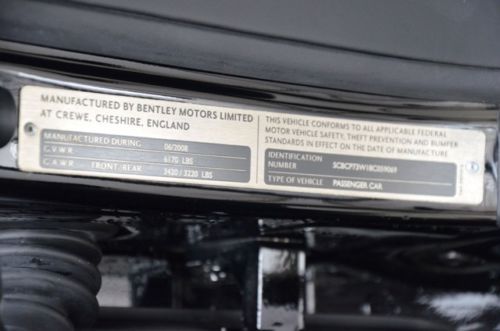 MANUFACTURED BY BENTLEY MOTORS LIMITED
AT CREWE, CHESHIRE, ENGLAND
MANUFACTURED DURING 06/2008
G.V.W.R. 6170 LBS
G.A.W.R. FRONT/REAR 3420 / 3220 LBS
THIS VEHICLE CONFORMS TO ALL APPLICABLE FEDERAL
MOTOR VEHICLE SAFETY, THEFT PREVENTION AND BUMPER
STANDARDS IN EFFECT ON THE DATE OF MANUFACTURE
IDENTIFICATION
NUMBER
TYPE OF VEHICLE PASSENGER CAR